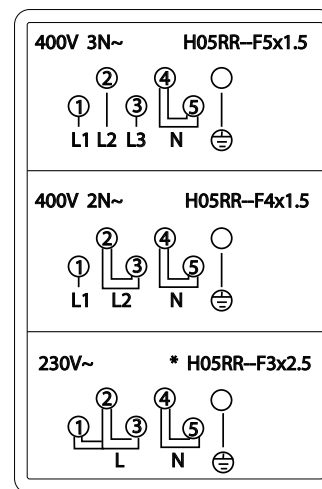 400V 3N~ H05RR--F5x1.5
2 4
1 3 5
L1 L2 L3 N
400V 2N~ H05RR--F4x1.5
2 4
1 3 5
L1 L2 N
230V~ * H05RR--F3x2.5
2 4
1 3 5
L N